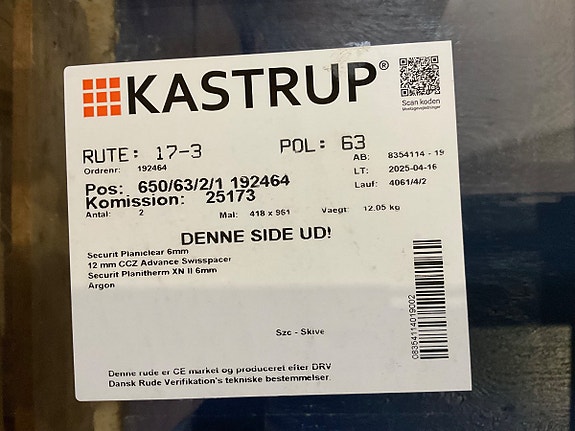 KASTRUP®
Scan koden
Montagevejledninger
RUTE: 17-3 POL: 63
Ordrenr: 192464
AB: 8354114 - 19
LT: 2025-04-16
Pos: 650/63/2/1 192464
Lauf: 4061/4/2
Komission: 25173
Antal: 2 Mal: 418 x 961 Vaegt: 12.05 kg
DENNE SIDE UD!
Securit Planiclear 6mm
12 mm CCZ Advance Swisspacer
Securit Planitherm XN II 6mm
Argon
Szc - Skive
08354114019002
Denne rude er CE market og produceret efter DRV
Dansk Rude Verifikation's tekniske bestemmelser.